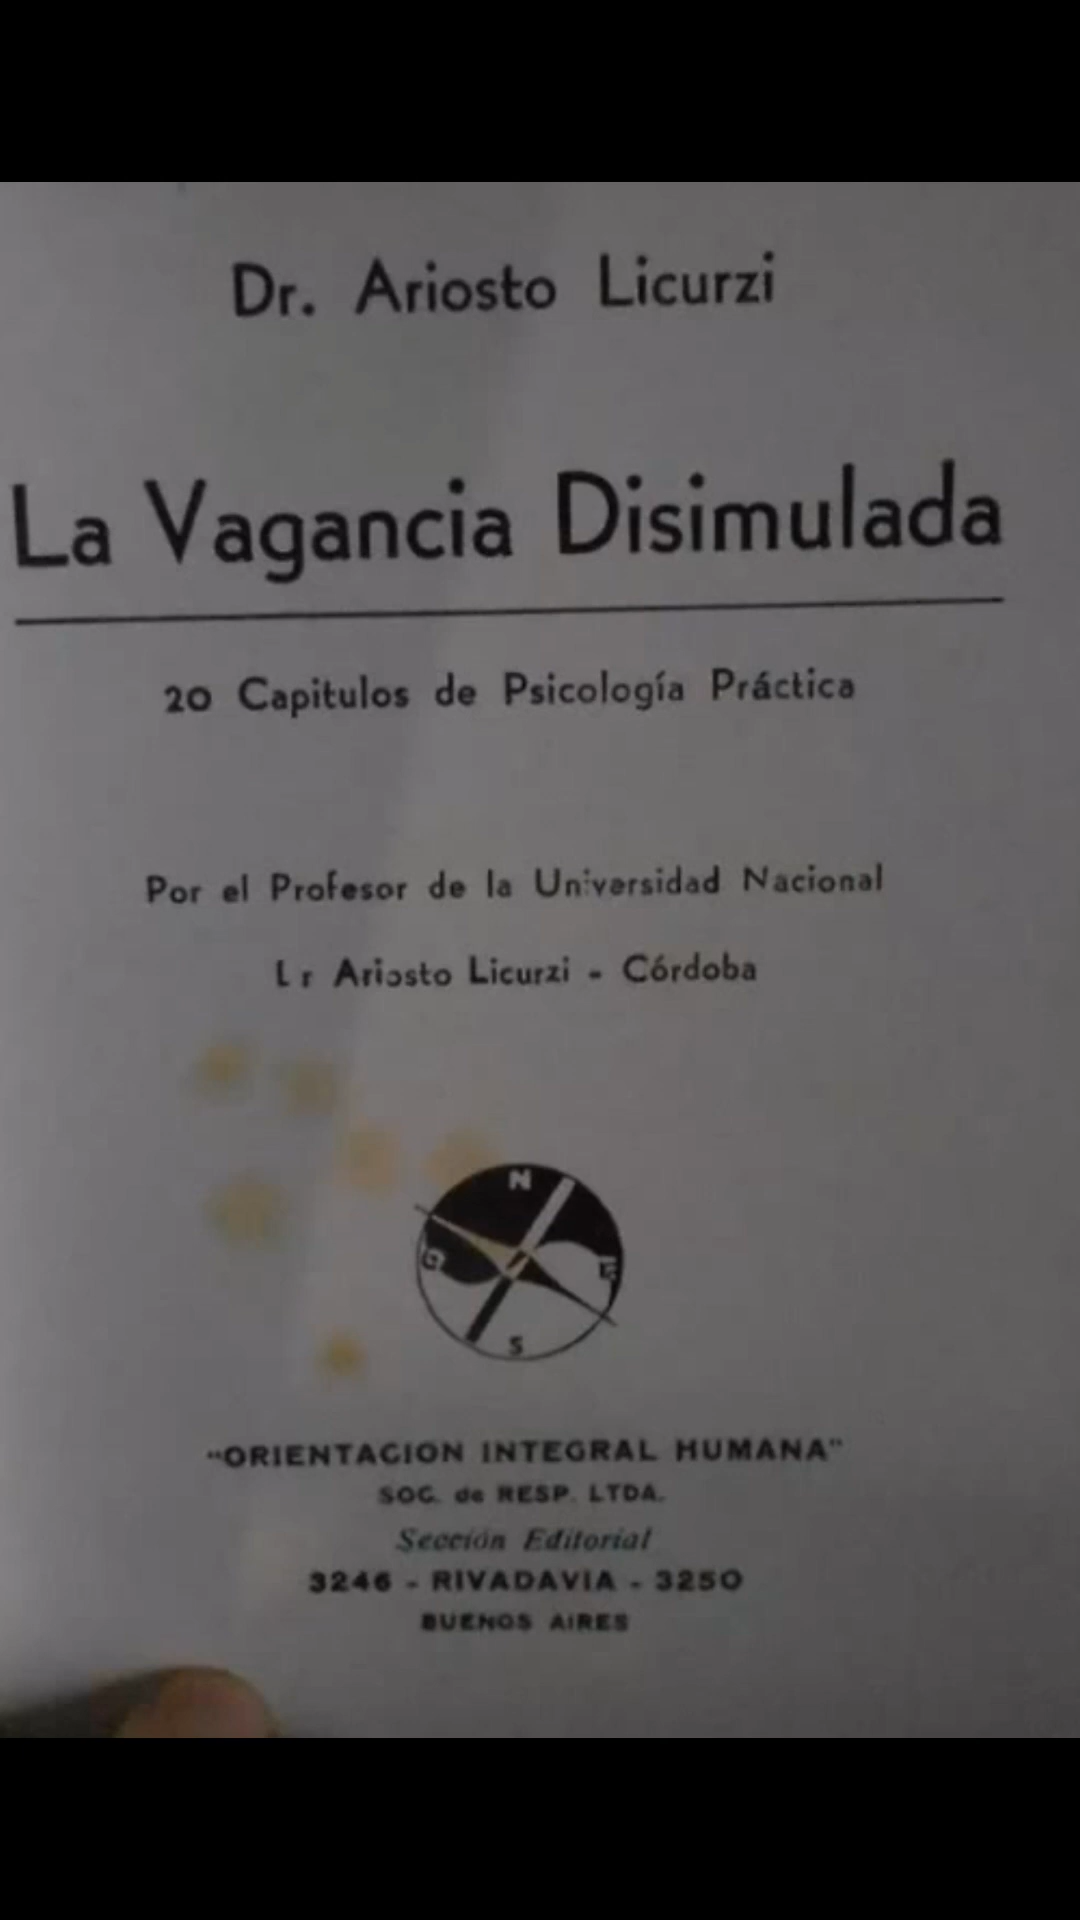 Dr. Ariosto Licurzi
La Vagancia Disimulada
20 Capitulos de Psicología Práctica
Por el Profesor de la Universidad Nacional
Dr Ariosto Licurzi - Córdoba
N
O E
S
"ORIENTACION INTEGRAL HUMANA"
SOC. de RESP. LTDA.
Sección Editorial
3246 - RIVADAVIA - 3250
BUENOS AIRES